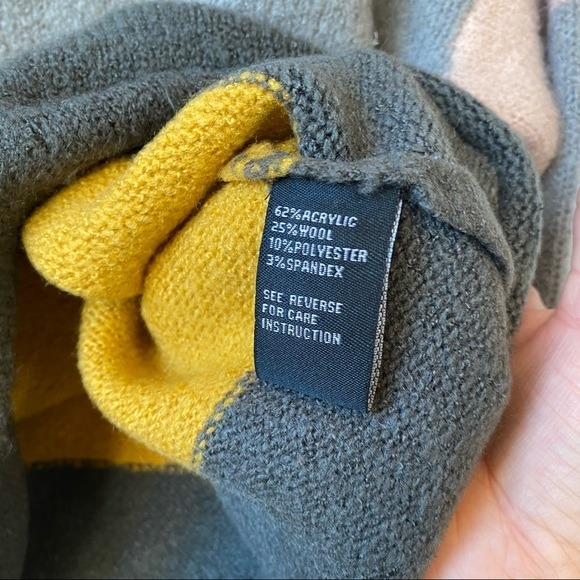 62%ACRYLIC
25%WOOL
10%POLYESTER
3%SPANDEX
SEE REVERSE
FOR CARE
INSTRUCTION